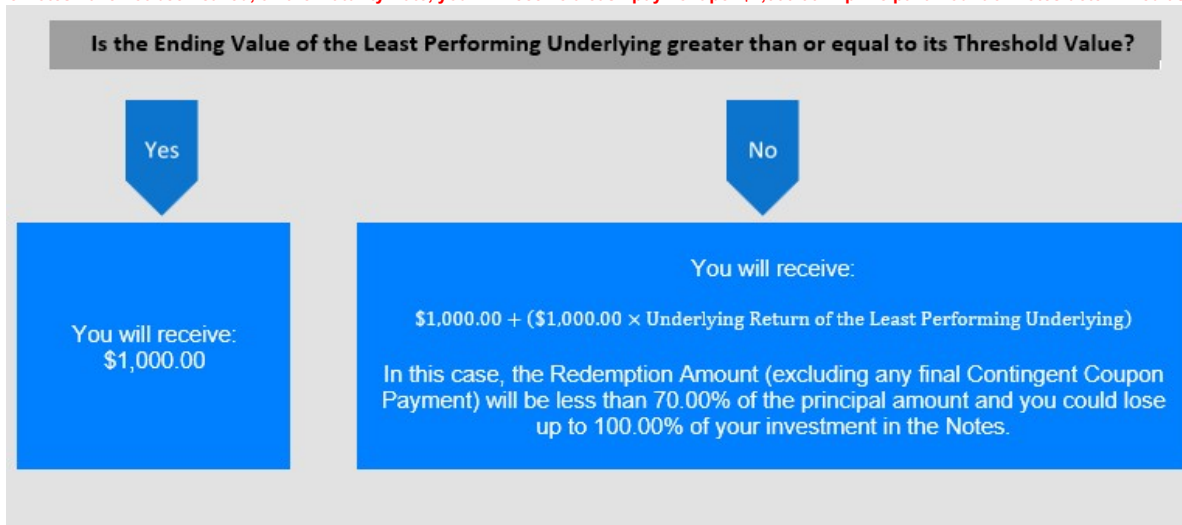 Is the Ending Value of the Least Performing Underlying greater than or equal to its Threshold Value?
Yes
No
You will receive:
$1,000.00
You will receive:
$1,000.00 + ($1,000.00 × Underlying Return of the Least Performing Underlying)
In this case, the Redemption Amount (excluding any final Contingent Coupon
Payment) will be less than 70.00% of the principal amount and you could lose
up to 100.00% of your investment in the Notes.